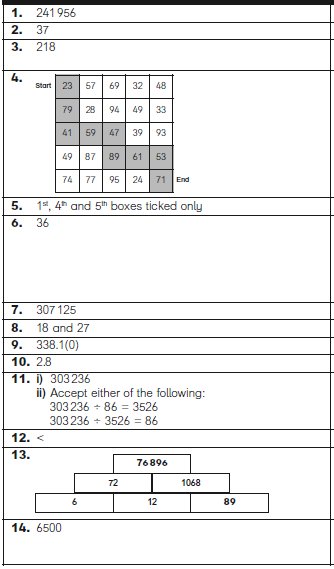 1. 241 956
2. 37
3. 218
4.
Start 23 57 69 32 48
79 28 94 49 33
41 59 47 39 93
49 87 89 61 53
74 77 95 24 71 End
5. 1st, 4th and 5th boxes ticked only
6. 36
7. 307 125
8. 18 and 27
9. 338.1(0)
10. 2.8
11. i) 303 236
ii) Accept either of the following:
303 236 ÷ 86 = 3526
303 236 ÷ 3526 = 86
12. <
13.
76 896
72 1068
6 12 89
14. 6500